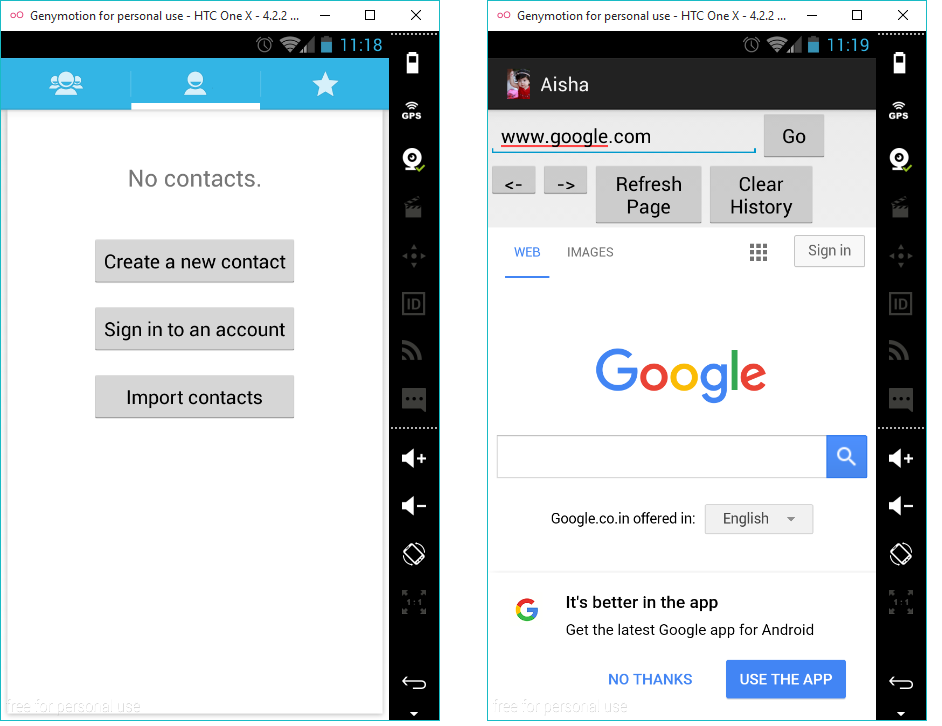 Genymotion for personal use - HTC One X - 4.2.2 ...
11:18
GPS
No contacts.
Create a new contact
Sign in to an account
Import contacts
ID
1:1
free for personal use
Genymotion for personal use - HTC One X - 4.2.2 - ...
11:19
GPS
Aisha
www.google.com
Go
<-
->
Refresh Page
Clear History
WEB
IMAGES
Sign in
Google
Google.co.in offered in:
English
ID
1:1
G
It's better in the app
Get the latest Google app for Android
NO THANKS
USE THE APP
free for personal use